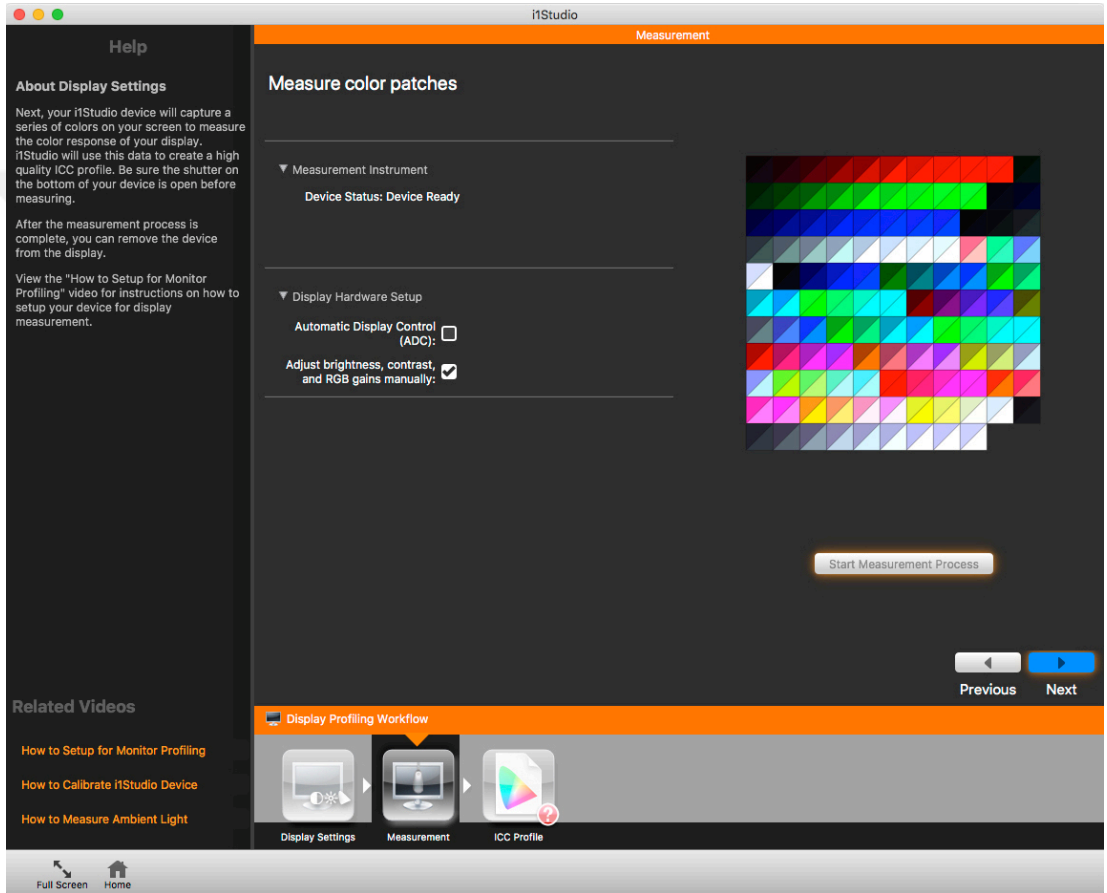 i1Studio
Help
About Display Settings
Next, your i1Studio device will capture a
series of colors on your screen to measure
the color response of your display.
i1Studio will use this data to create a high
quality ICC profile. Be sure the shutter on
the bottom of your device is open before
measuring.
After the measurement process is
complete, you can remove the device
from the display.
View the "How to Setup for Monitor
Profiling" video for instructions on how to
setup your device for display
measurement.
Related Videos
How to Setup for Monitor Profiling
How to Calibrate i1Studio Device
How to Measure Ambient Light
Measurement
Measure color patches
Measurement Instrument
Device Status: Device Ready
Display Hardware Setup
Automatic Display Control
(ADC):
Adjust brightness, contrast,
and RGB gains manually:
Start Measurement Process
Previous
Next
Display Profiling Workflow
?
Display Settings
Measurement
ICC Profile
Full Screen
Home